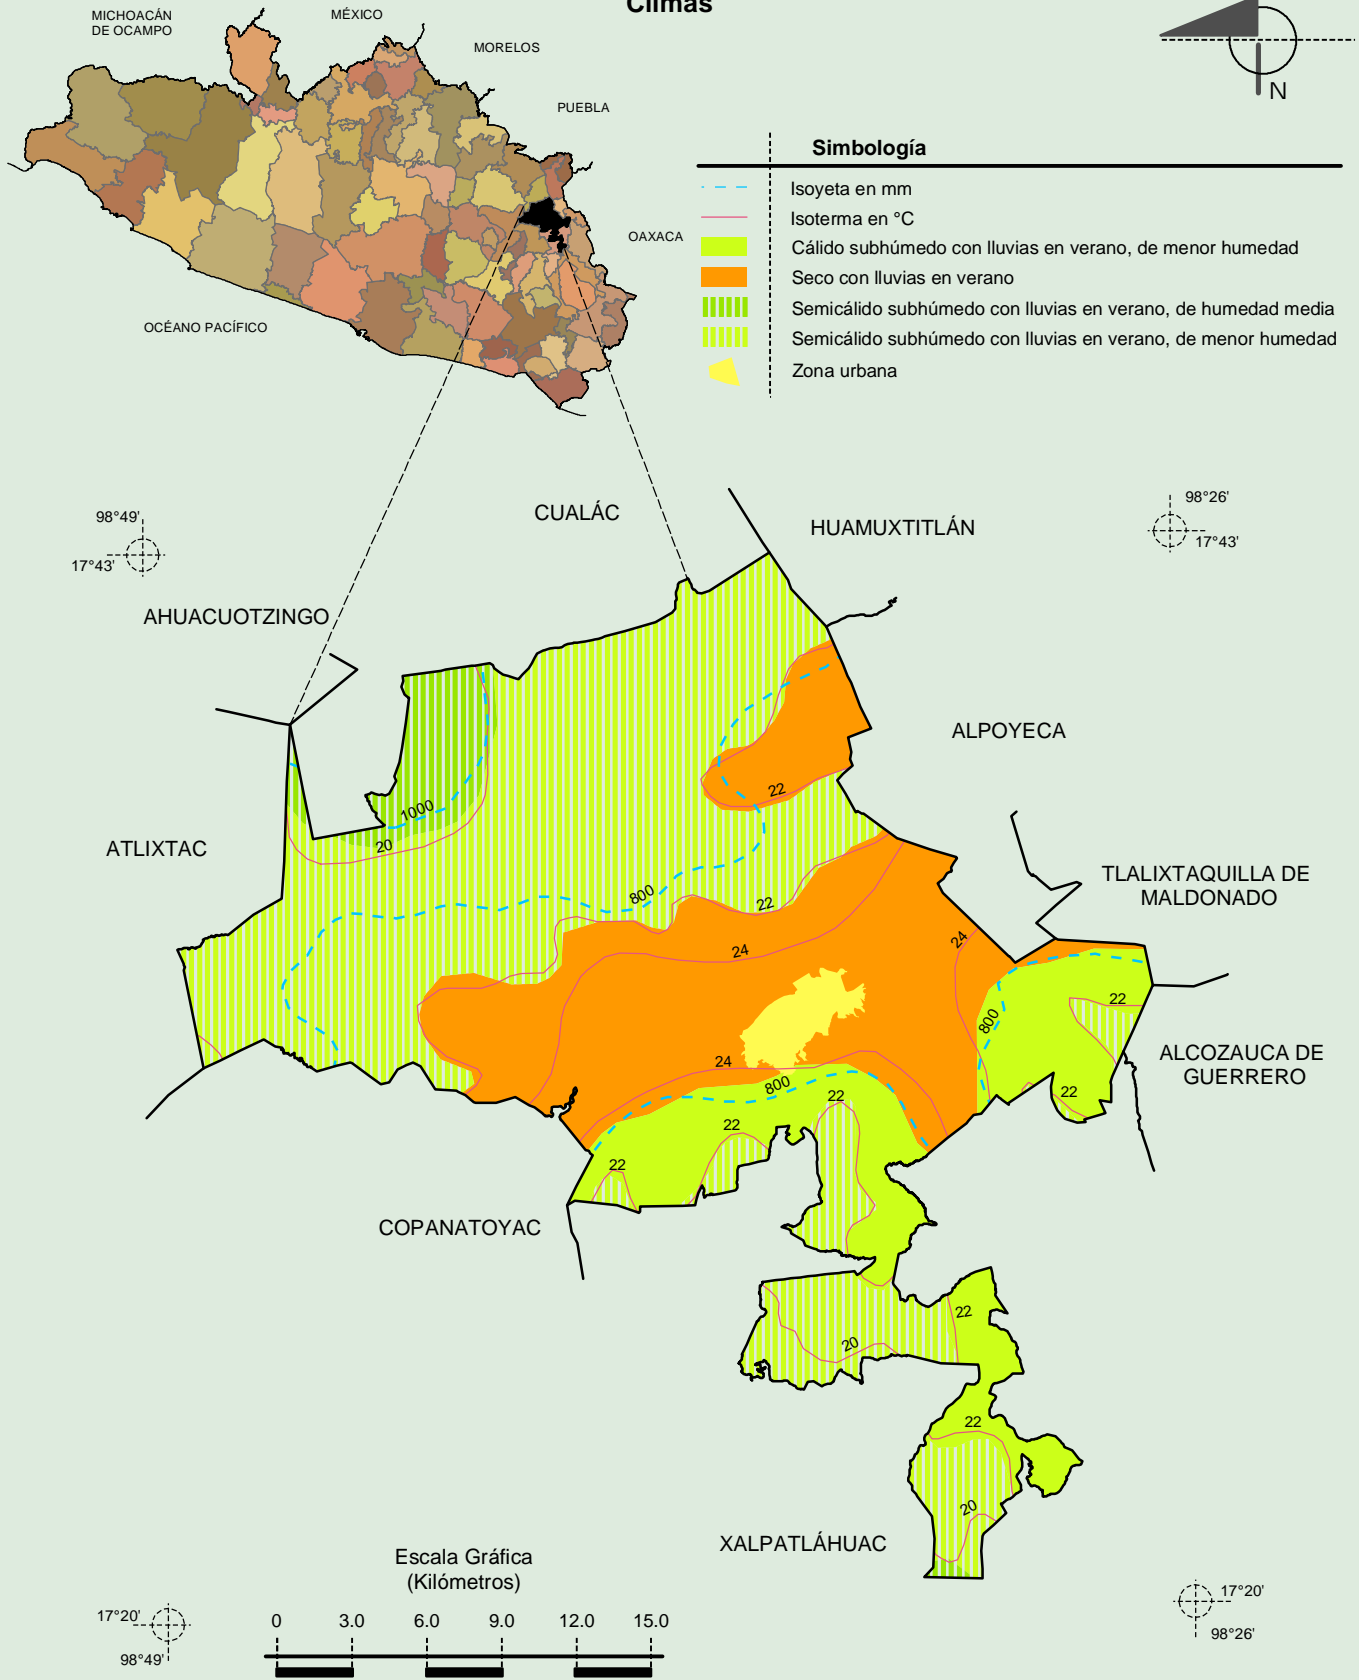 Climas
MICHOACÁN
DE OCAMPO
MÉXICO
MORELOS
PUEBLA
OAXACA
OCÉANO PACÍFICO
N
Simbología
Isoyeta en mm
Isoterma en °C
Cálido subhúmedo con lluvias en verano, de menor humedad
Seco con lluvias en verano
Semicálido subhúmedo con lluvias en verano, de humedad media
Semicálido subhúmedo con lluvias en verano, de menor humedad
Zona urbana
98°49'
17°43'
98°26'
17°43'
CUALÁC
HUAMUXTITLÁN
AHUACUOTZINGO
ALPOYECA
ATLIXTAC
TLALIXTAQUILLA DE
MALDONADO
ALCOZAUCA DE
GUERRERO
COPANATOYAC
XALPATLÁHUAC
22
1000
20
800
22
24
24
22
800
24
800
22
22
22
22
22
20
22
20
Escala Gráfica
(Kilómetros)
0 3.0 6.0 9.0 12.0 15.0
17°20'
98°49'
17°20'
98°26'